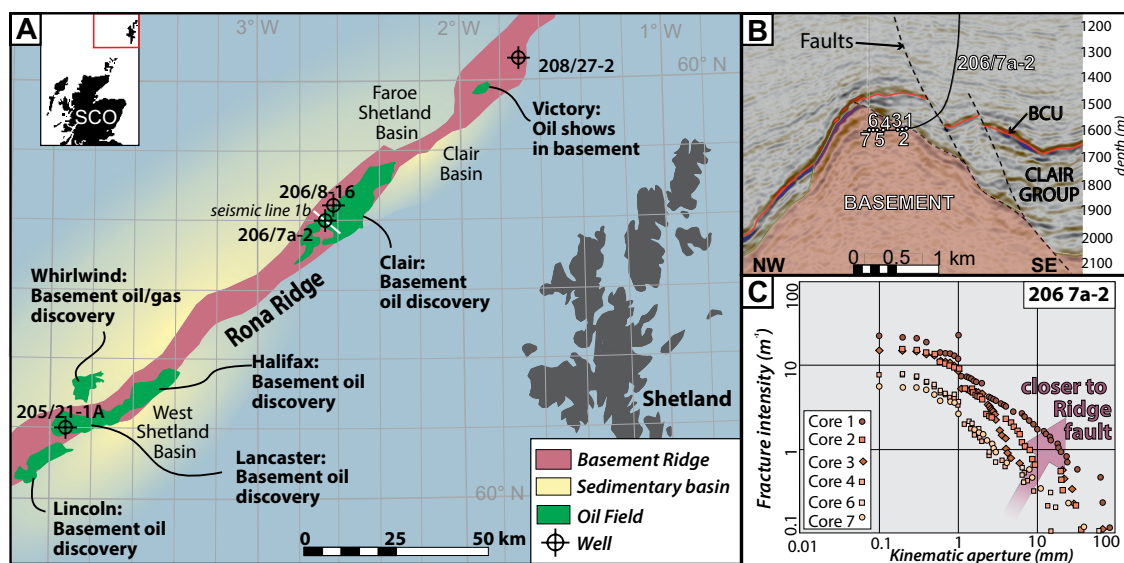 A
SCO
3° W
2° W
1° W
60° N
208/27-2
Faroe
Shetland
Basin
Victory:
Oil shows
in basement
Clair
Basin
206/8-16
seismic line 1b
206/7a-2
Whirlwind:
Basement oil/gas
discovery
Clair:
Basement
oil discovery
Rona Ridge
Halifax:
Basement oil
discovery
205/21-1A
West
Shetland
Basin
Shetland
Lancaster:
Basement oil
discovery
Lincoln:
Basement oil
discovery
60° N
Basement Ridge
Sedimentary basin
Oil Field
Well
0 25 50 km
B
Faults
206/7a-2
BCU
6 4 3 1
7 5 2
CLAIR
GROUP
BASEMENT
NW
SE
0 0.5 1 km
1200
1300
1400
1500
1600
1700
1800
1900
2000
2100
depth (m)
C
206 7a-2
Fracture intensity (m⁻¹)
100
10
1
0.1
closer to
Ridge
fault
Core 1
Core 2
Core 3
Core 4
Core 6
Core 7
0.01 0.1 1 10 100
Kinematic aperture (mm)